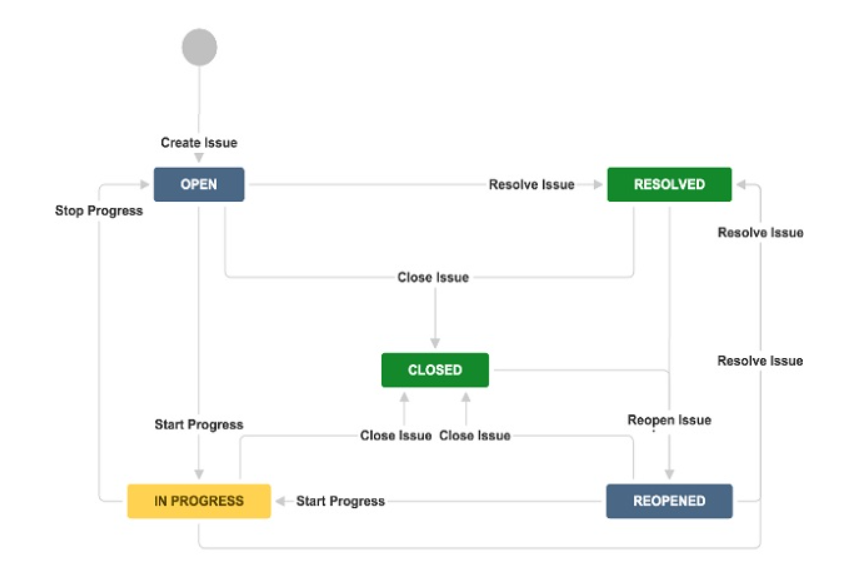 Create Issue
OPEN
Resolve Issue
RESOLVED
Stop Progress
Resolve Issue
Close Issue
Resolve Issue
CLOSED
Start Progress
Reopen Issue
Close Issue
Close Issue
IN PROGRESS
Start Progress
REOPENED